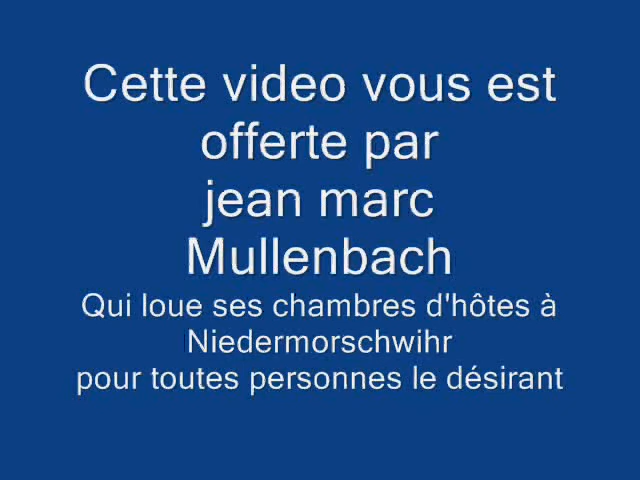 Cette video vous est
offerte par
jean marc
Mullenbach
Qui loue ses chambres d'hôtes à
Niedermorschwihr
pour toutes personnes le désirant